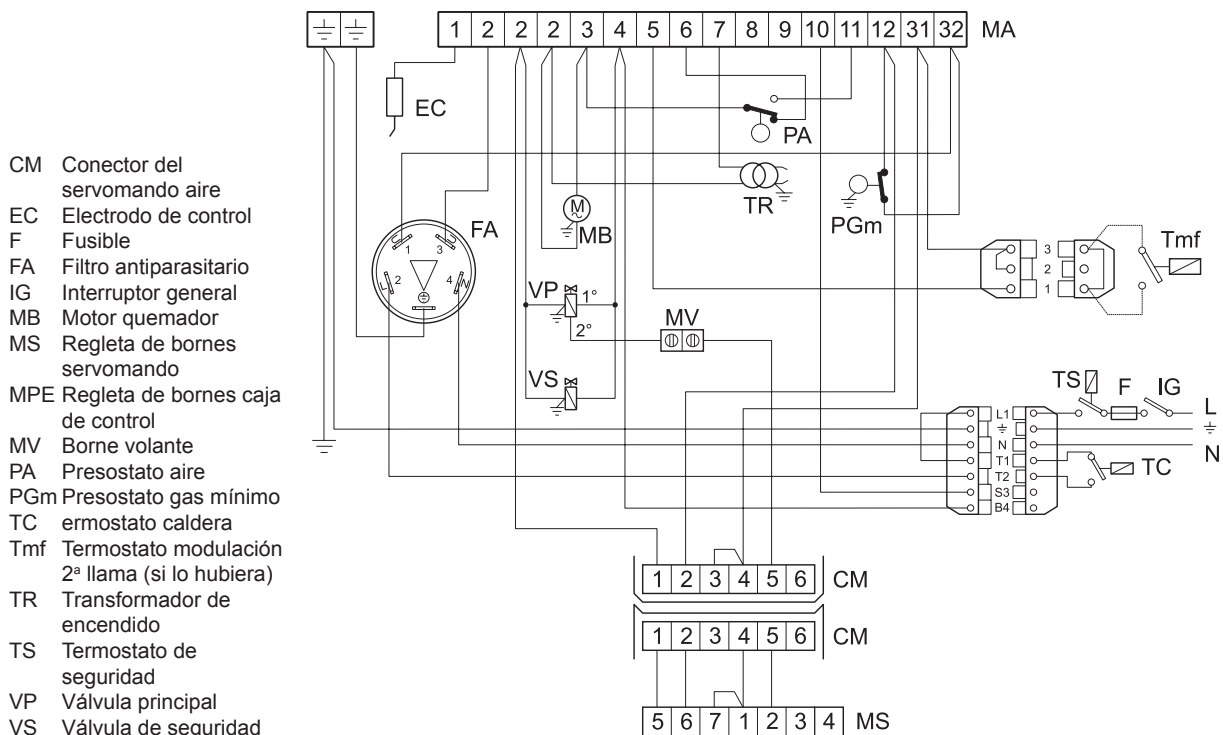 1 2 2 2 3 4 5 6 7 8 9 10 11 12 31 32 MA
EC
PA
TR
PGm
FA
1 3
L 2 4 N
M
MB
VP 1°
2°
MV
VS
3
2
1
Tmf
TS F IG
L1 L
N N
T1
T2 TC
S3
B4
1 2 3 4 5 6 CM
1 2 3 4 5 6 CM
5 6 7 1 2 3 4 MS
CM Conector del
servomando aire
EC Electrodo de control
F Fusible
FA Filtro antiparasitario
IG Interruptor general
MB Motor quemador
MS Regleta de bornes
servomando
MPE Regleta de bornes caja
de control
MV Borne volante
PA Presostato aire
PGm Presostato gas mínimo
TC ermostato caldera
Tmf Termostato modulación
2ª llama (si lo hubiera)
TR Transformador de
encendido
TS Termostato de
seguridad
VP Válvula principal
VS Válvula de seguridad